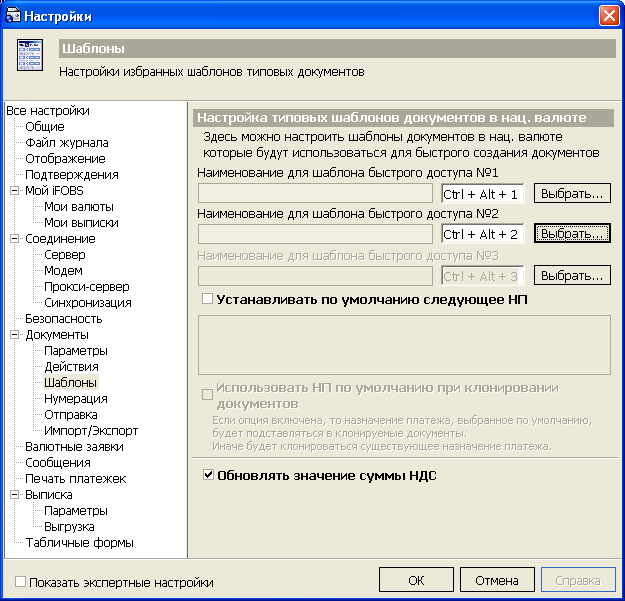 Настройки
Шаблоны
Настройки избранных шаблонов типовых документов
Все настройки
Общие
Файл журнала
Отображение
Подтверждения
Мой iFOBS
Мои валюты
Мои выписки
Соединение
Сервер
Модем
Прокси-сервер
Синхронизация
Безопасность
Документы
Параметры
Действия
Шаблоны
Нумерация
Отправка
Импорт/Экспорт
Валютные заявки
Сообщения
Печать платежек
Выписка
Параметры
Выгрузка
Табличные формы
Настройка типовых шаблонов документов в нац. валюте
Здесь можно настроить шаблоны документов в нац. валюте
которые будут использоваться для быстрого создания документов
Наименование для шаблона быстрого доступа №1
Ctrl + Alt + 1 Выбрать...
Наименование для шаблона быстрого доступа №2
Ctrl + Alt + 2 Выбрать...
Наименование для шаблона быстрого доступа №3
Ctrl + Alt + 3 Выбрать...
Устанавливать по умолчанию следующее НП
Использовать НП по умолчанию при клонировании
документов
Если опция включена, то назначение платежа, выбранное по умолчанию,
будет подставляться в клонируемые документы.
Иначе будет клонироваться существующее назначение платежа.
Обновлять значение суммы НДС
Показать экспертные настройки
ОК Отмена Справка